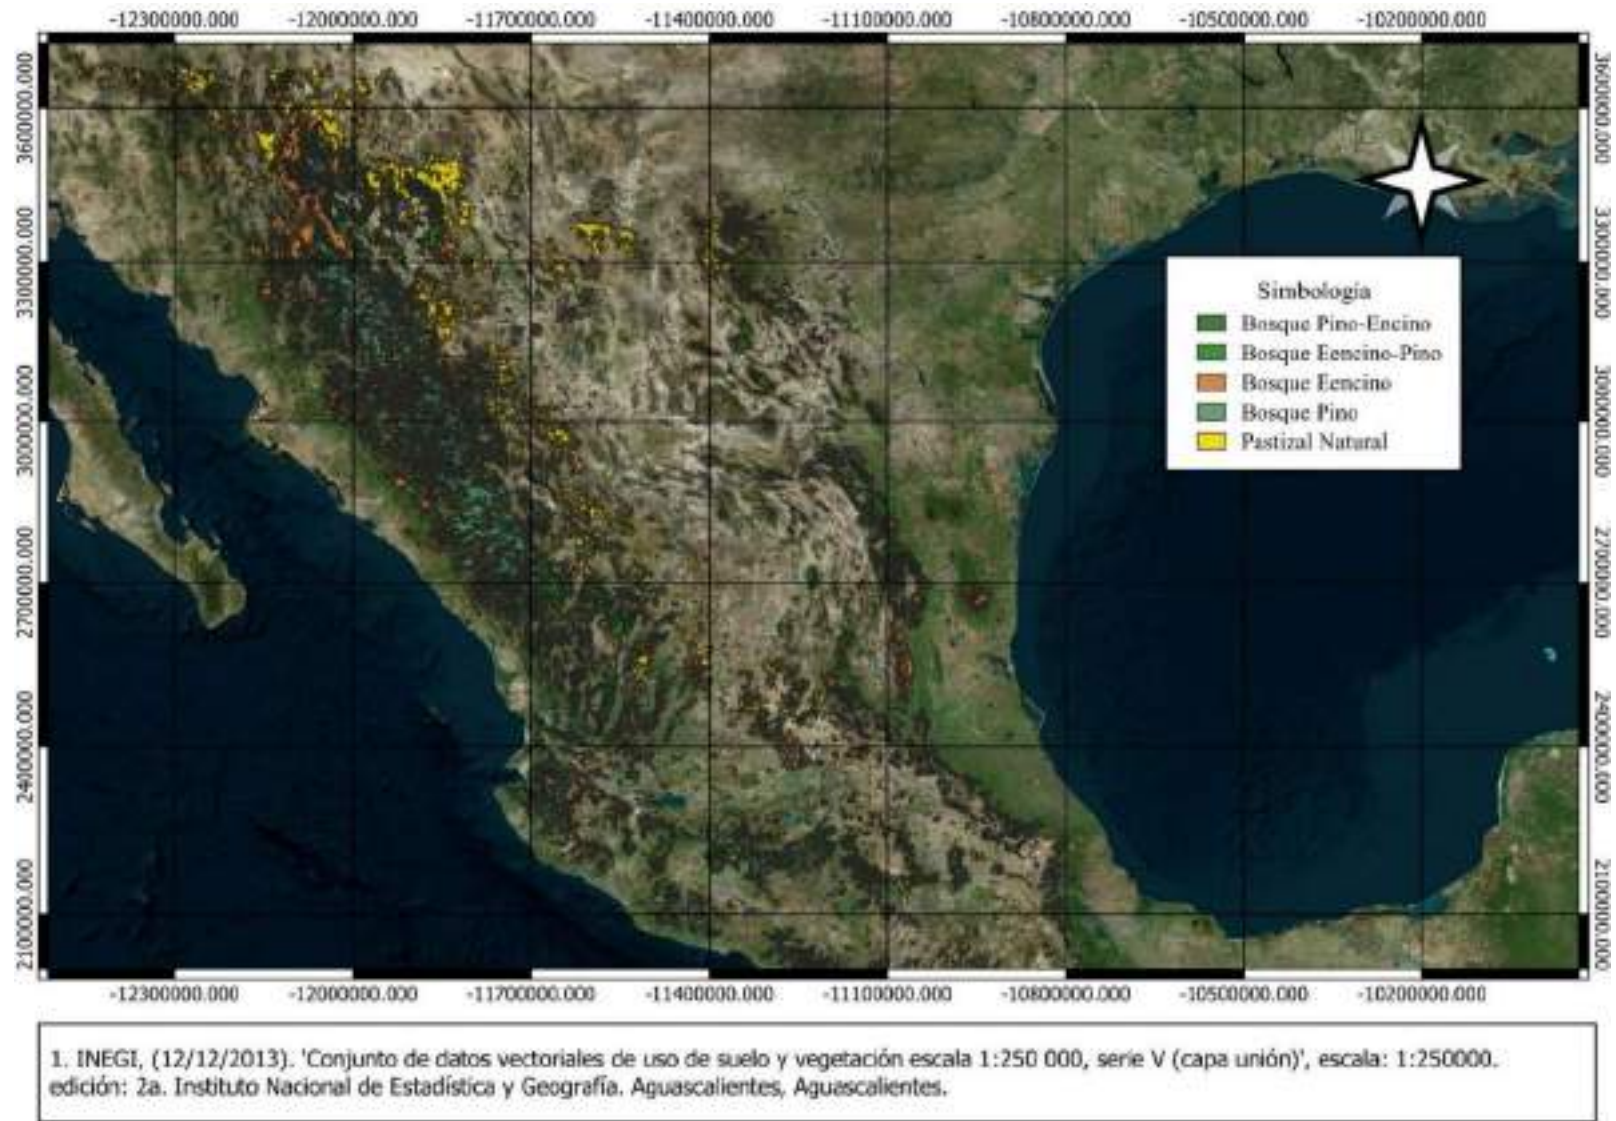 -12300000.000 -12000000.000 -11700000.000 -11400000.000 -11100000.000 -10800000.000 -10500000.000 -10200000.000
3600000.000 3600000.000
3300000.000 3300000.000
Simbología
Bosque Pino-Encino
Bosque Eencino-Pino
Bosque Eencino
Bosque Pino
Pastizal Natural
3000000.000 3000000.000
2700000.000 2700000.000
2400000.000 2400000.000
2100000.000 2100000.000
-12300000.000 -12000000.000 -11700000.000 -11400000.000 -11100000.000 -10800000.000 -10500000.000 -10200000.000
1. INEGI, (12/12/2013). 'Conjunto de datos vectoriales de uso de suelo y vegetación escala 1:250 000, serie V (capa unión)', escala: 1:250000.
edición: 2a. Instituto Nacional de Estadística y Geografía. Aguascalientes, Aguascalientes.